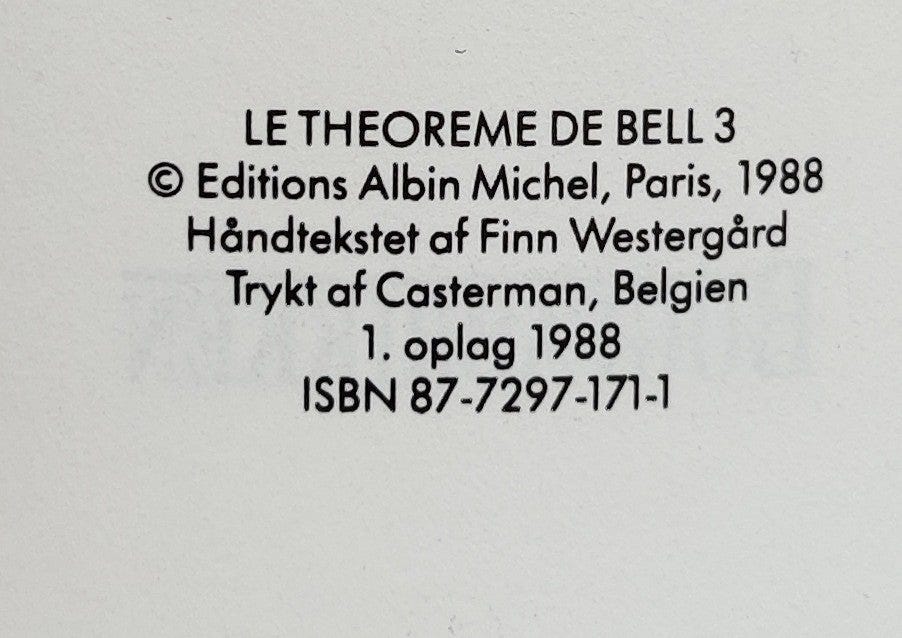 LE THEOREME DE BELL 3
© Editions Albin Michel, Paris, 1988
Håndtekstet af Finn Westergård
Trykt af Casterman, Belgien
1. oplag 1988
ISBN 87-7297-171-1